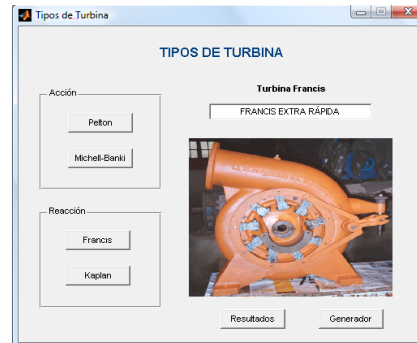 Tipos de Turbina
TIPOS DE TURBINA
Acción
Pelton
Michell-Banki
Reacción
Francis
Kaplan
Turbina Francis
FRANCIS EXTRA RÁPIDA
Resultados
Generador